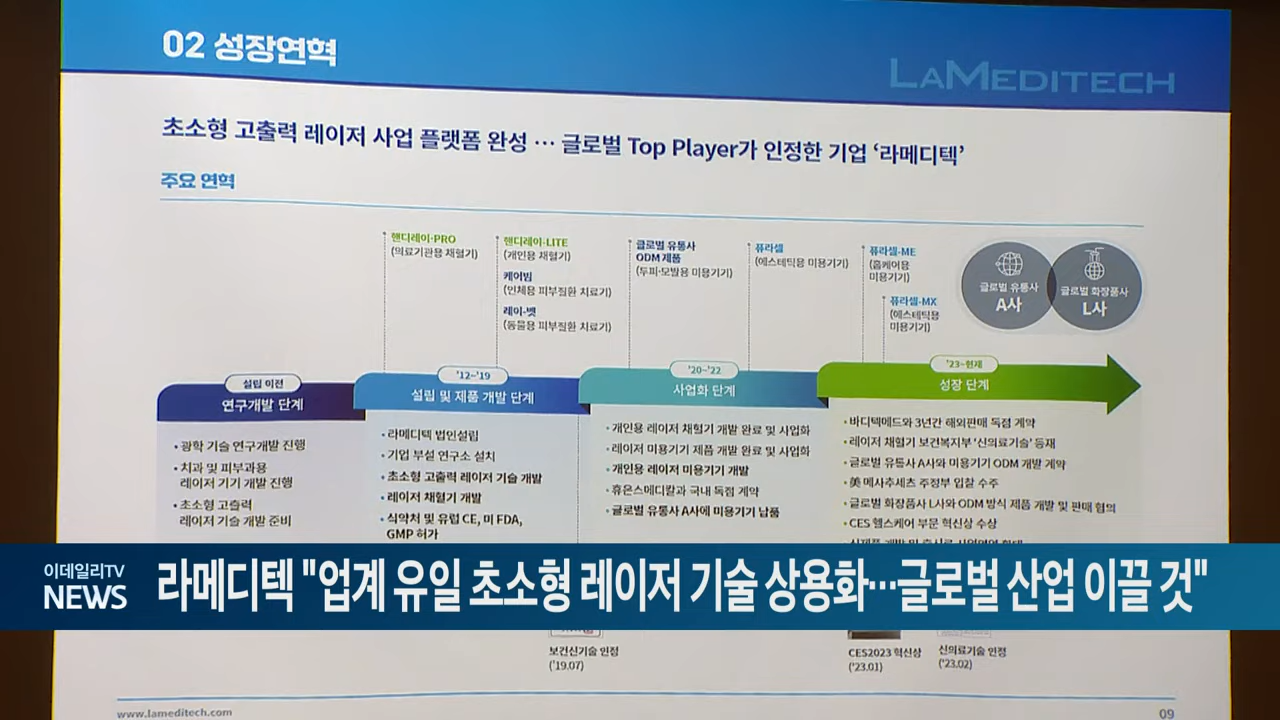 02 성장연혁
LAMEDITECH
초소형 고출력 레이저 사업 플랫폼 완성 … 글로벌 Top Player가 인정한 기업 ‘라메디텍’
주요 연혁
핸디레이-PRO
(의료기관용 채혈기)
핸디레이-LITE
(개인용 채혈기)
케어빔
(인체용 피부질환 치료기)
레이-벳
(동물용 피부질환 치료기)
글로벌 유통사
ODM 제품
(두피·모발용 미용기기)
퓨라셀
(에스테틱용 미용기기)
퓨라셀-ME
(홈케어용
미용기기)
퓨라셀-MX
(에스테틱용
미용기기)
글로벌 유통사
A사
글로벌 화장품사
L사
설립 이전
연구개발 단계
’12~’19
설립 및 제품 개발 단계
’20~’22
사업화 단계
’23~현재
성장 단계
• 광학 기술 연구개발 진행
• 치과 및 피부과용
레이저 기기 개발 진행
• 초소형 고출력
레이저 기술 개발 준비
• 라메디텍 법인설립
• 기업 부설 연구소 설치
• 초소형 고출력 레이저 기술 개발
• 레이저 채혈기 개발
• 식약처 및 유럽 CE, 미 FDA,
GMP 허가
• 개인용 레이저 채혈기 개발 완료 및 사업화
• 레이저 미용기기 제품 개발 완료 및 사업화
• 개인용 레이저 미용기기 개발
• 휴온스메디칼과 국내 독점 계약
• 글로벌 유통사 A사에 미용기기 납품
• 바디텍메드와 3년간 해외판매 독점 계약
• 레이저 채혈기 보건복지부 ‘신의료기술’ 등재
• 글로벌 유통사 A사와 미용기기 ODM 개발 계약
• 美 메사추세츠 주정부 입찰 수주
• 글로벌 화장품사 L사와 ODM 방식 제품 개발 및 판매 협의
• CES 헬스케어 부문 혁신상 수상
이데일리TV
NEWS
라메디텍 "업계 유일 초소형 레이저 기술 상용화…글로벌 산업 이끌 것"
보건신기술 인정
(’19.07)
CES2023 혁신상
(’23.01)
신의료기술 인정
(’23.02)
www.lameditech.com
09